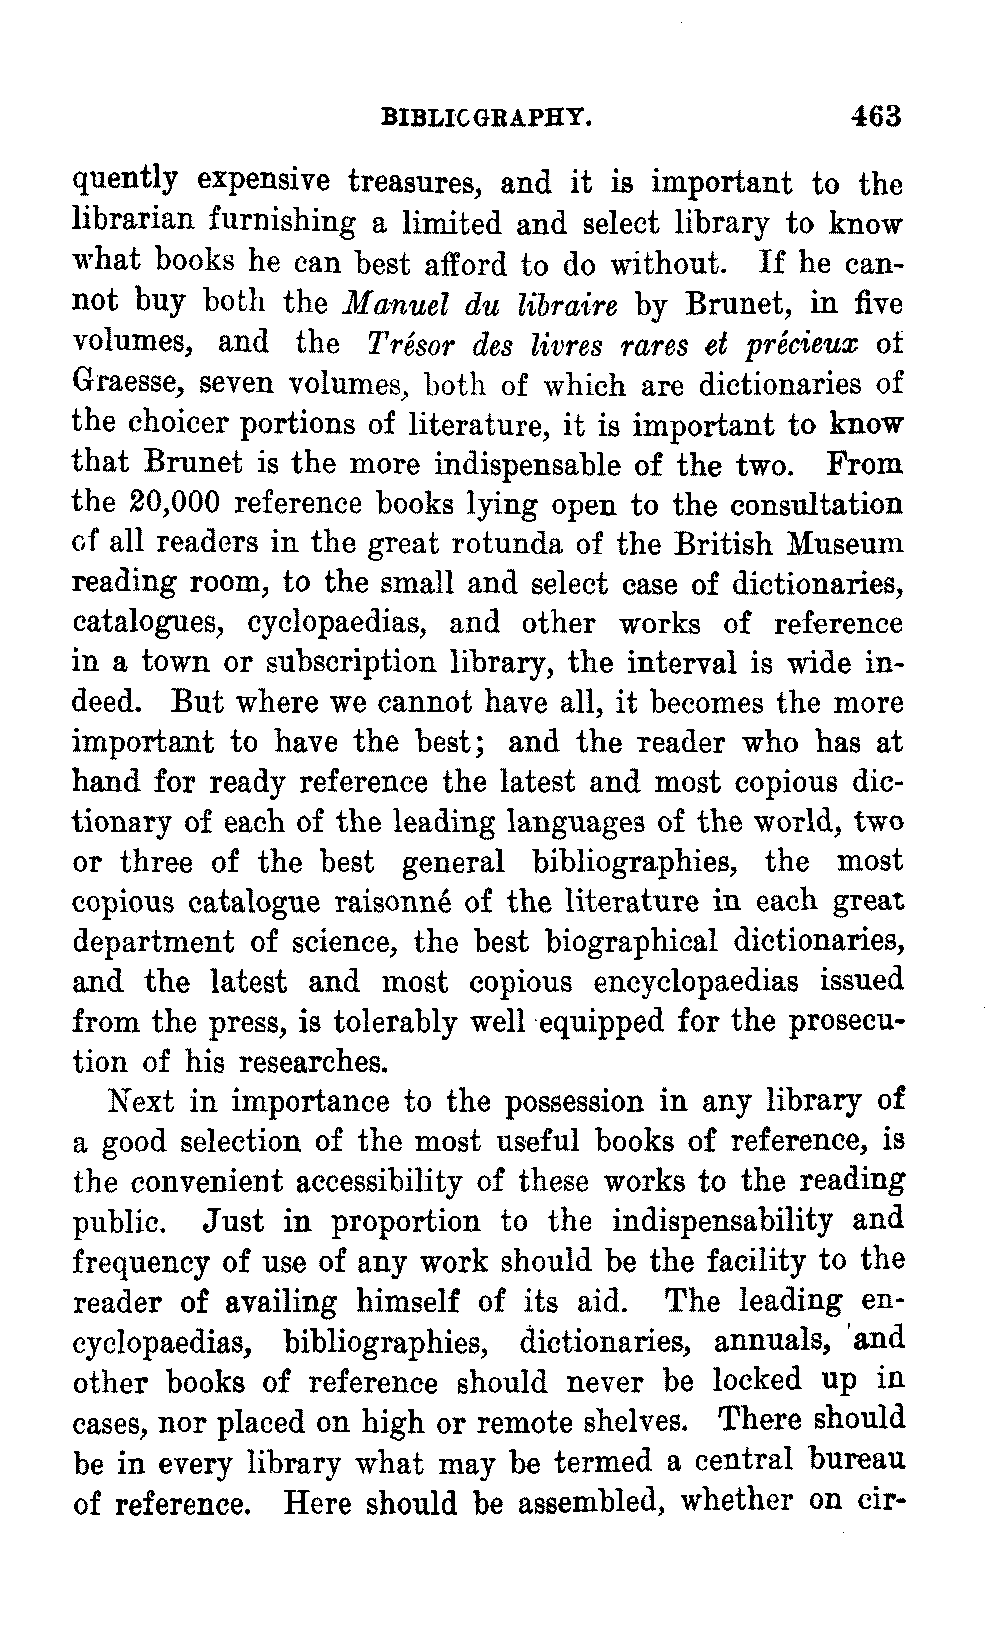 BIBLIOGRAPHY. 463
quently expensive treasures, and it is important to the
librarian furnishing a limited and select library to know
what books he can best afford to do without. If he can-
not buy both the Manuel du libraire by Brunet, in five
volumes, and the Trésor des livres rares et précieux of
Graesse, seven volumes, both of which are dictionaries of
the choicer portions of literature, it is important to know
that Brunet is the more indispensable of the two. From
the 20,000 reference books lying open to the consultation
of all readers in the great rotunda of the British Museum
reading room, to the small and select case of dictionaries,
catalogues, cyclopaedias, and other works of reference
in a town or subscription library, the interval is wide in-
deed. But where we cannot have all, it becomes the more
important to have the best; and the reader who has at
hand for ready reference the latest and most copious dic-
tionary of each of the leading languages of the world, two
or three of the best general bibliographies, the most
copious catalogue raisonné of the literature in each great
department of science, the best biographical dictionaries,
and the latest and most copious encyclopaedias issued
from the press, is tolerably well equipped for the prosecu-
tion of his researches.
Next in importance to the possession in any library of
a good selection of the most useful books of reference, is
the convenient accessibility of these works to the reading
public. Just in proportion to the indispensability and
frequency of use of any work should be the facility to the
reader of availing himself of its aid. The leading en-
cyclopaedias, bibliographies, dictionaries, annuals, and
other books of reference should never be locked up in
cases, nor placed on high or remote shelves. There should
be in every library what may be termed a central bureau
of reference. Here should be assembled, whether on cir-